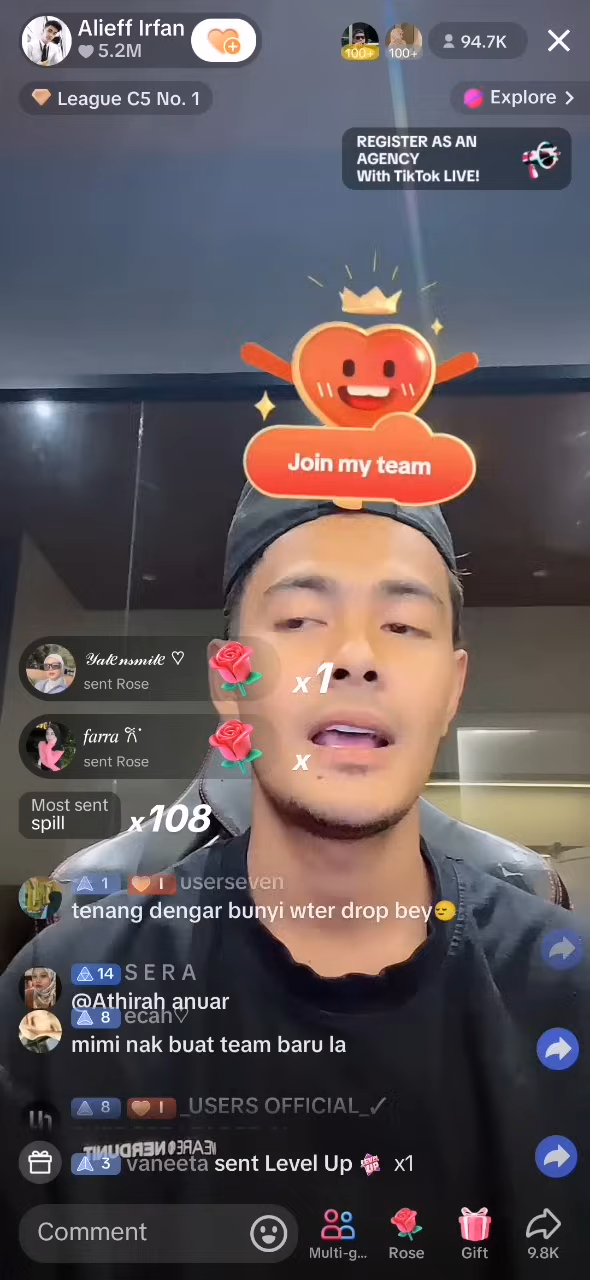 Alieff Irfan
5.2M
100+
100+
94.7K
League C5 No. 1
Explore
REGISTER AS AN
AGENCY
With TikTok LIVE!
Join my team
Yalensmile ♡
sent Rose
x1
farra
sent Rose
x
Most sent
spill
x108
1 I userseven
tenang dengar bunyi wter drop bey😌
14 S E R A
@Athirah anuar
8 ecah♡
mimi nak buat team baru la
8 I _USERS OFFICIAL_✓
3 vaneeta sent Level Up x1
Comment
Multi-g...
Rose
Gift
9.8K